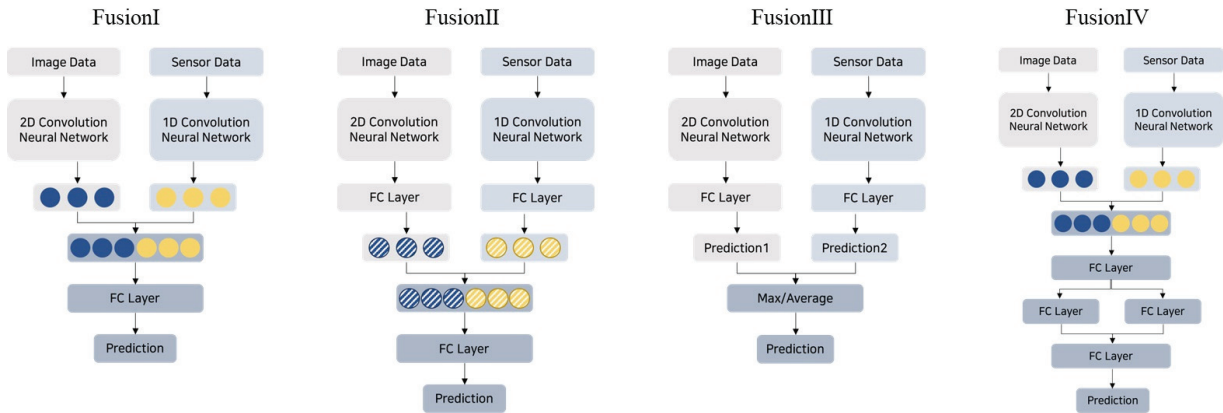 FusionI
Image Data
Sensor Data
2D Convolution
Neural Network
1D Convolution
Neural Network
FC Layer
Prediction
FusionII
Image Data
Sensor Data
2D Convolution
Neural Network
1D Convolution
Neural Network
FC Layer
FC Layer
FC Layer
Prediction
FusionIII
Image Data
Sensor Data
2D Convolution
Neural Network
1D Convolution
Neural Network
FC Layer
FC Layer
Prediction1
Prediction2
Max/Average
Prediction
FusionIV
Image Data
Sensor Data
2D Convolution
Neural Network
1D Convolution
Neural Network
FC Layer
FC Layer
FC Layer
FC Layer
Prediction